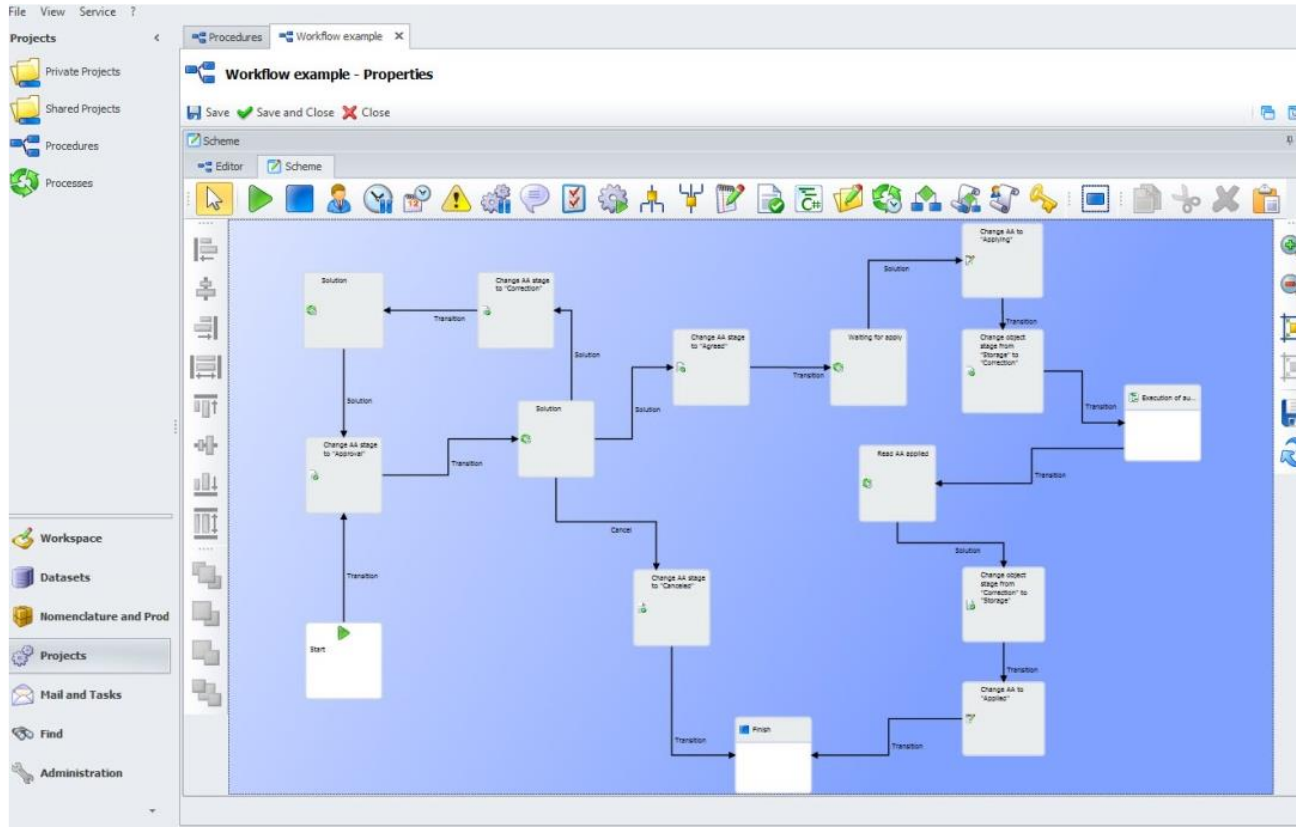 File View Service ?
Projects
Private Projects
Shared Projects
Procedures
Processes
Workspace
Datasets
Nomenclature and Prod
Projects
Mail and Tasks
Find
Administration
Procedures
Workflow example
Workflow example - Properties
Save Save and Close Close
Scheme
Editor Scheme
12
C#
Change AA to
"Applying"
Solution
Solution
Change AA stage
to "Correction"
Transition
Transition
Solution
Change AA stage
to "Agreed"
Transition
Waiting for apply
Change object
stage from
"Storage" to
"Correction"
Transition
Execution of su...
Solution
Solution
Solution
Change AA stage
to "Approval"
Transition
Read AA applied
Transition
Cancel
Solution
Transition
Change AA stage
to "Canceled"
Change object
stage from
"Correction" to
"Storage"
Start
Transition
Change AA to
"Applied"
Finish
Transition
Transition